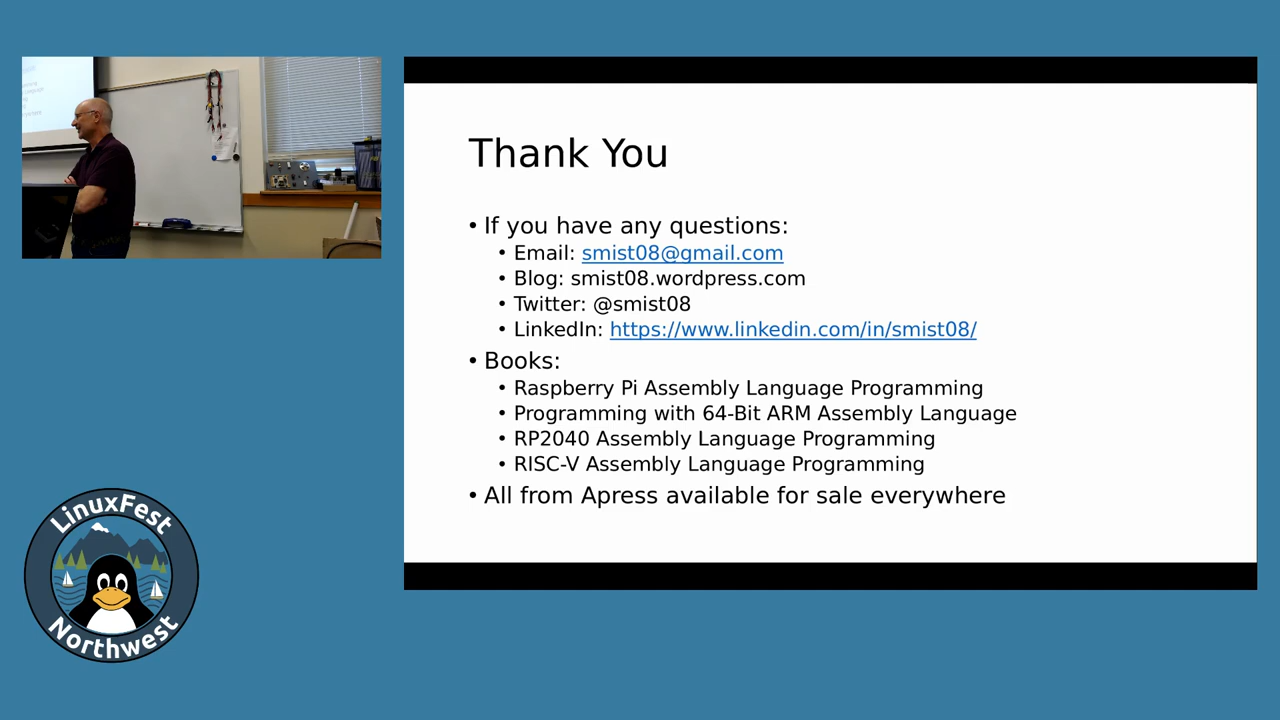 Thank You
• If you have any questions:
• Email: smist08@gmail.com
• Blog: smist08.wordpress.com
• Twitter: @smist08
• LinkedIn: https://www.linkedin.com/in/smist08/
• Books:
• Raspberry Pi Assembly Language Programming
• Programming with 64-Bit ARM Assembly Language
• RP2040 Assembly Language Programming
• RISC-V Assembly Language Programming
• All from Apress available for sale everywhere
LinuxFest
Northwest